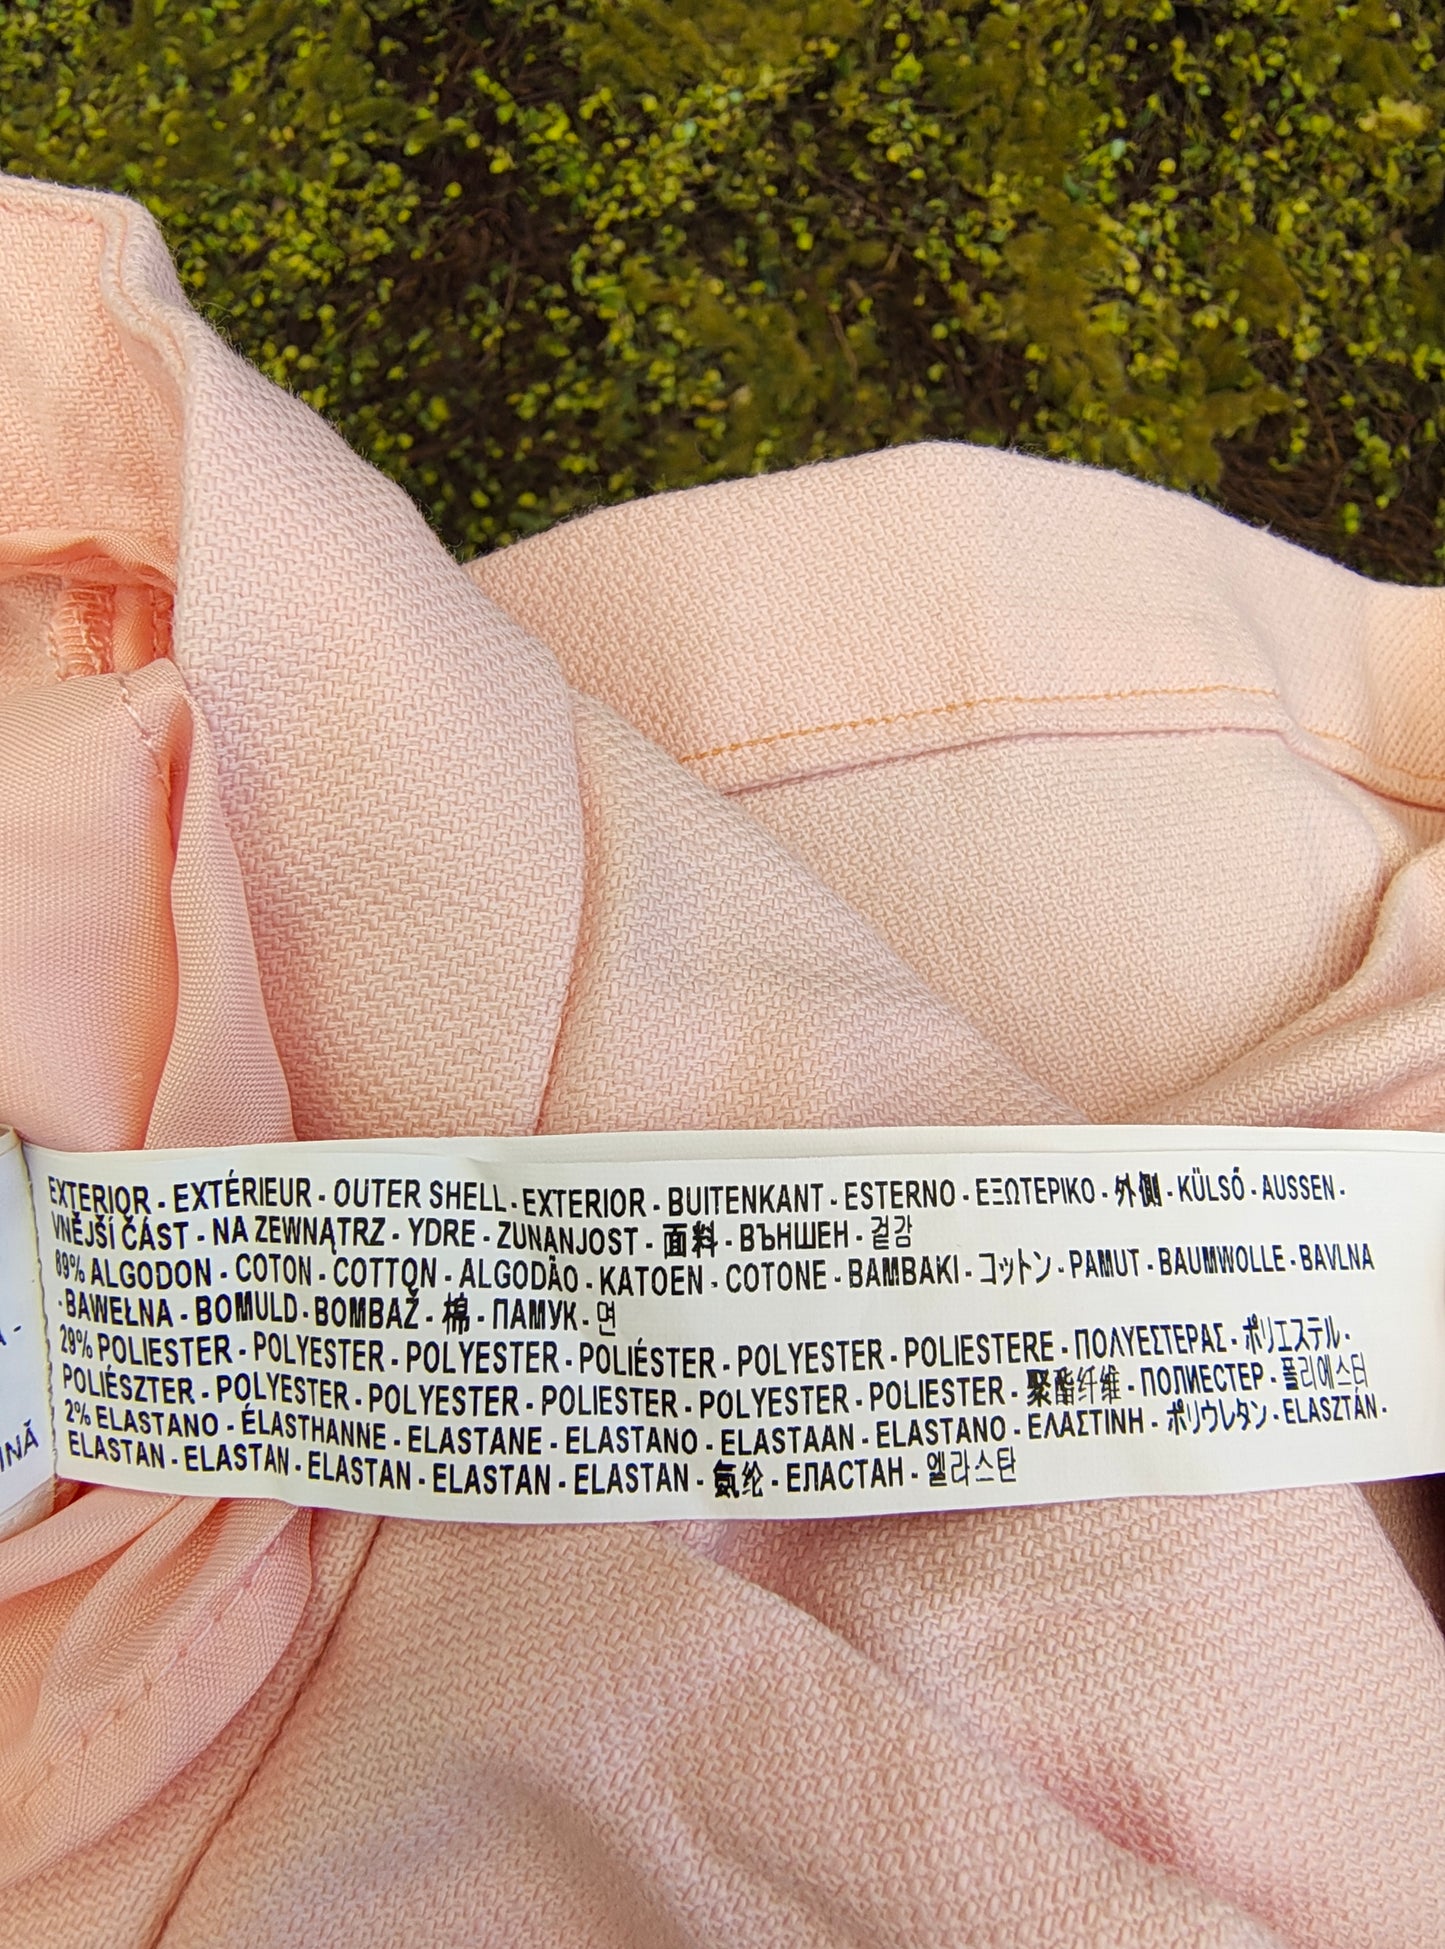 EXTERIOR - EXTÉRIEUR - OUTER SHELL - EXTERIOR - BUITENKANT - ESTERNO - ΕΞΩΤΕΡΙΚΟ - 外側 - KÜLSŐ - AUSSEN -
VNĚJŠÍ ČÁST - NA ZEWNĄTRZ - YDRE - ZUNANJOST - 面料 - ВЪНШЕН - 겉감
69% ALGODON - COTON - COTTON - ALGODÃO - KATOEN - COTONE - BAMBAKI - コットン - PAMUT - BAUMWOLLE - BAVLNA
- BAWEŁNA - BOMULD - BOMBAŽ - 棉 - ПАМУК - 면
29% POLIESTER - POLYESTER - POLYESTER - POLIÉSTER - POLYESTER - POLIESTERE - ΠΟΛΥΕΣΤΕΡΑΣ - ポリエステル -
POLIÉSZTER - POLYESTER - POLYESTER - POLIESTER - POLYESTER - POLIESTER - 聚酯纤维 - ПОЛИЕСТЕР - 폴리에스터
2% ELASTANO - ÉLASTHANNE - ELASTANE - ELASTANO - ELASTAAN - ELASTANO - ΕΛΑΣΤΙΝΗ - ポリウレタン - ELASZTÁN -
ELASTAN - ELASTAN - ELASTAN - ELASTAN - ELASTAN - 氨纶 - ЕЛАСТАН - 엘라스탄